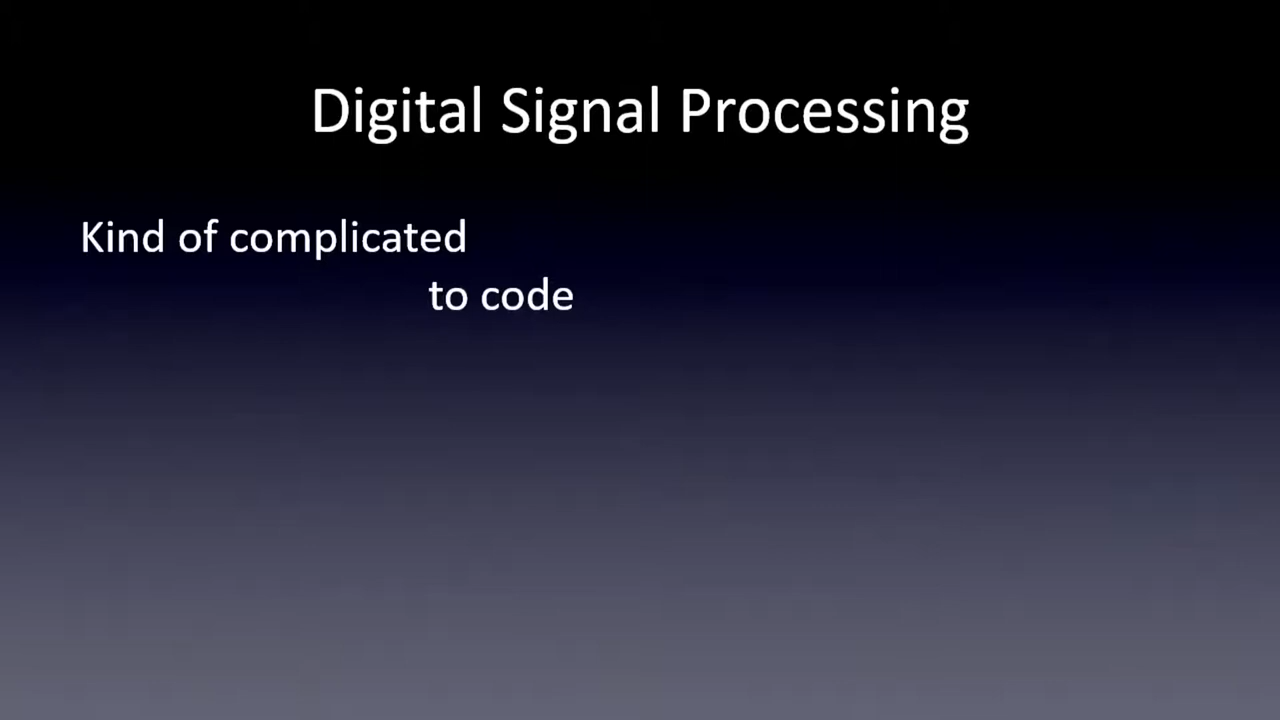 Digital Signal Processing
Kind of complicated
to code